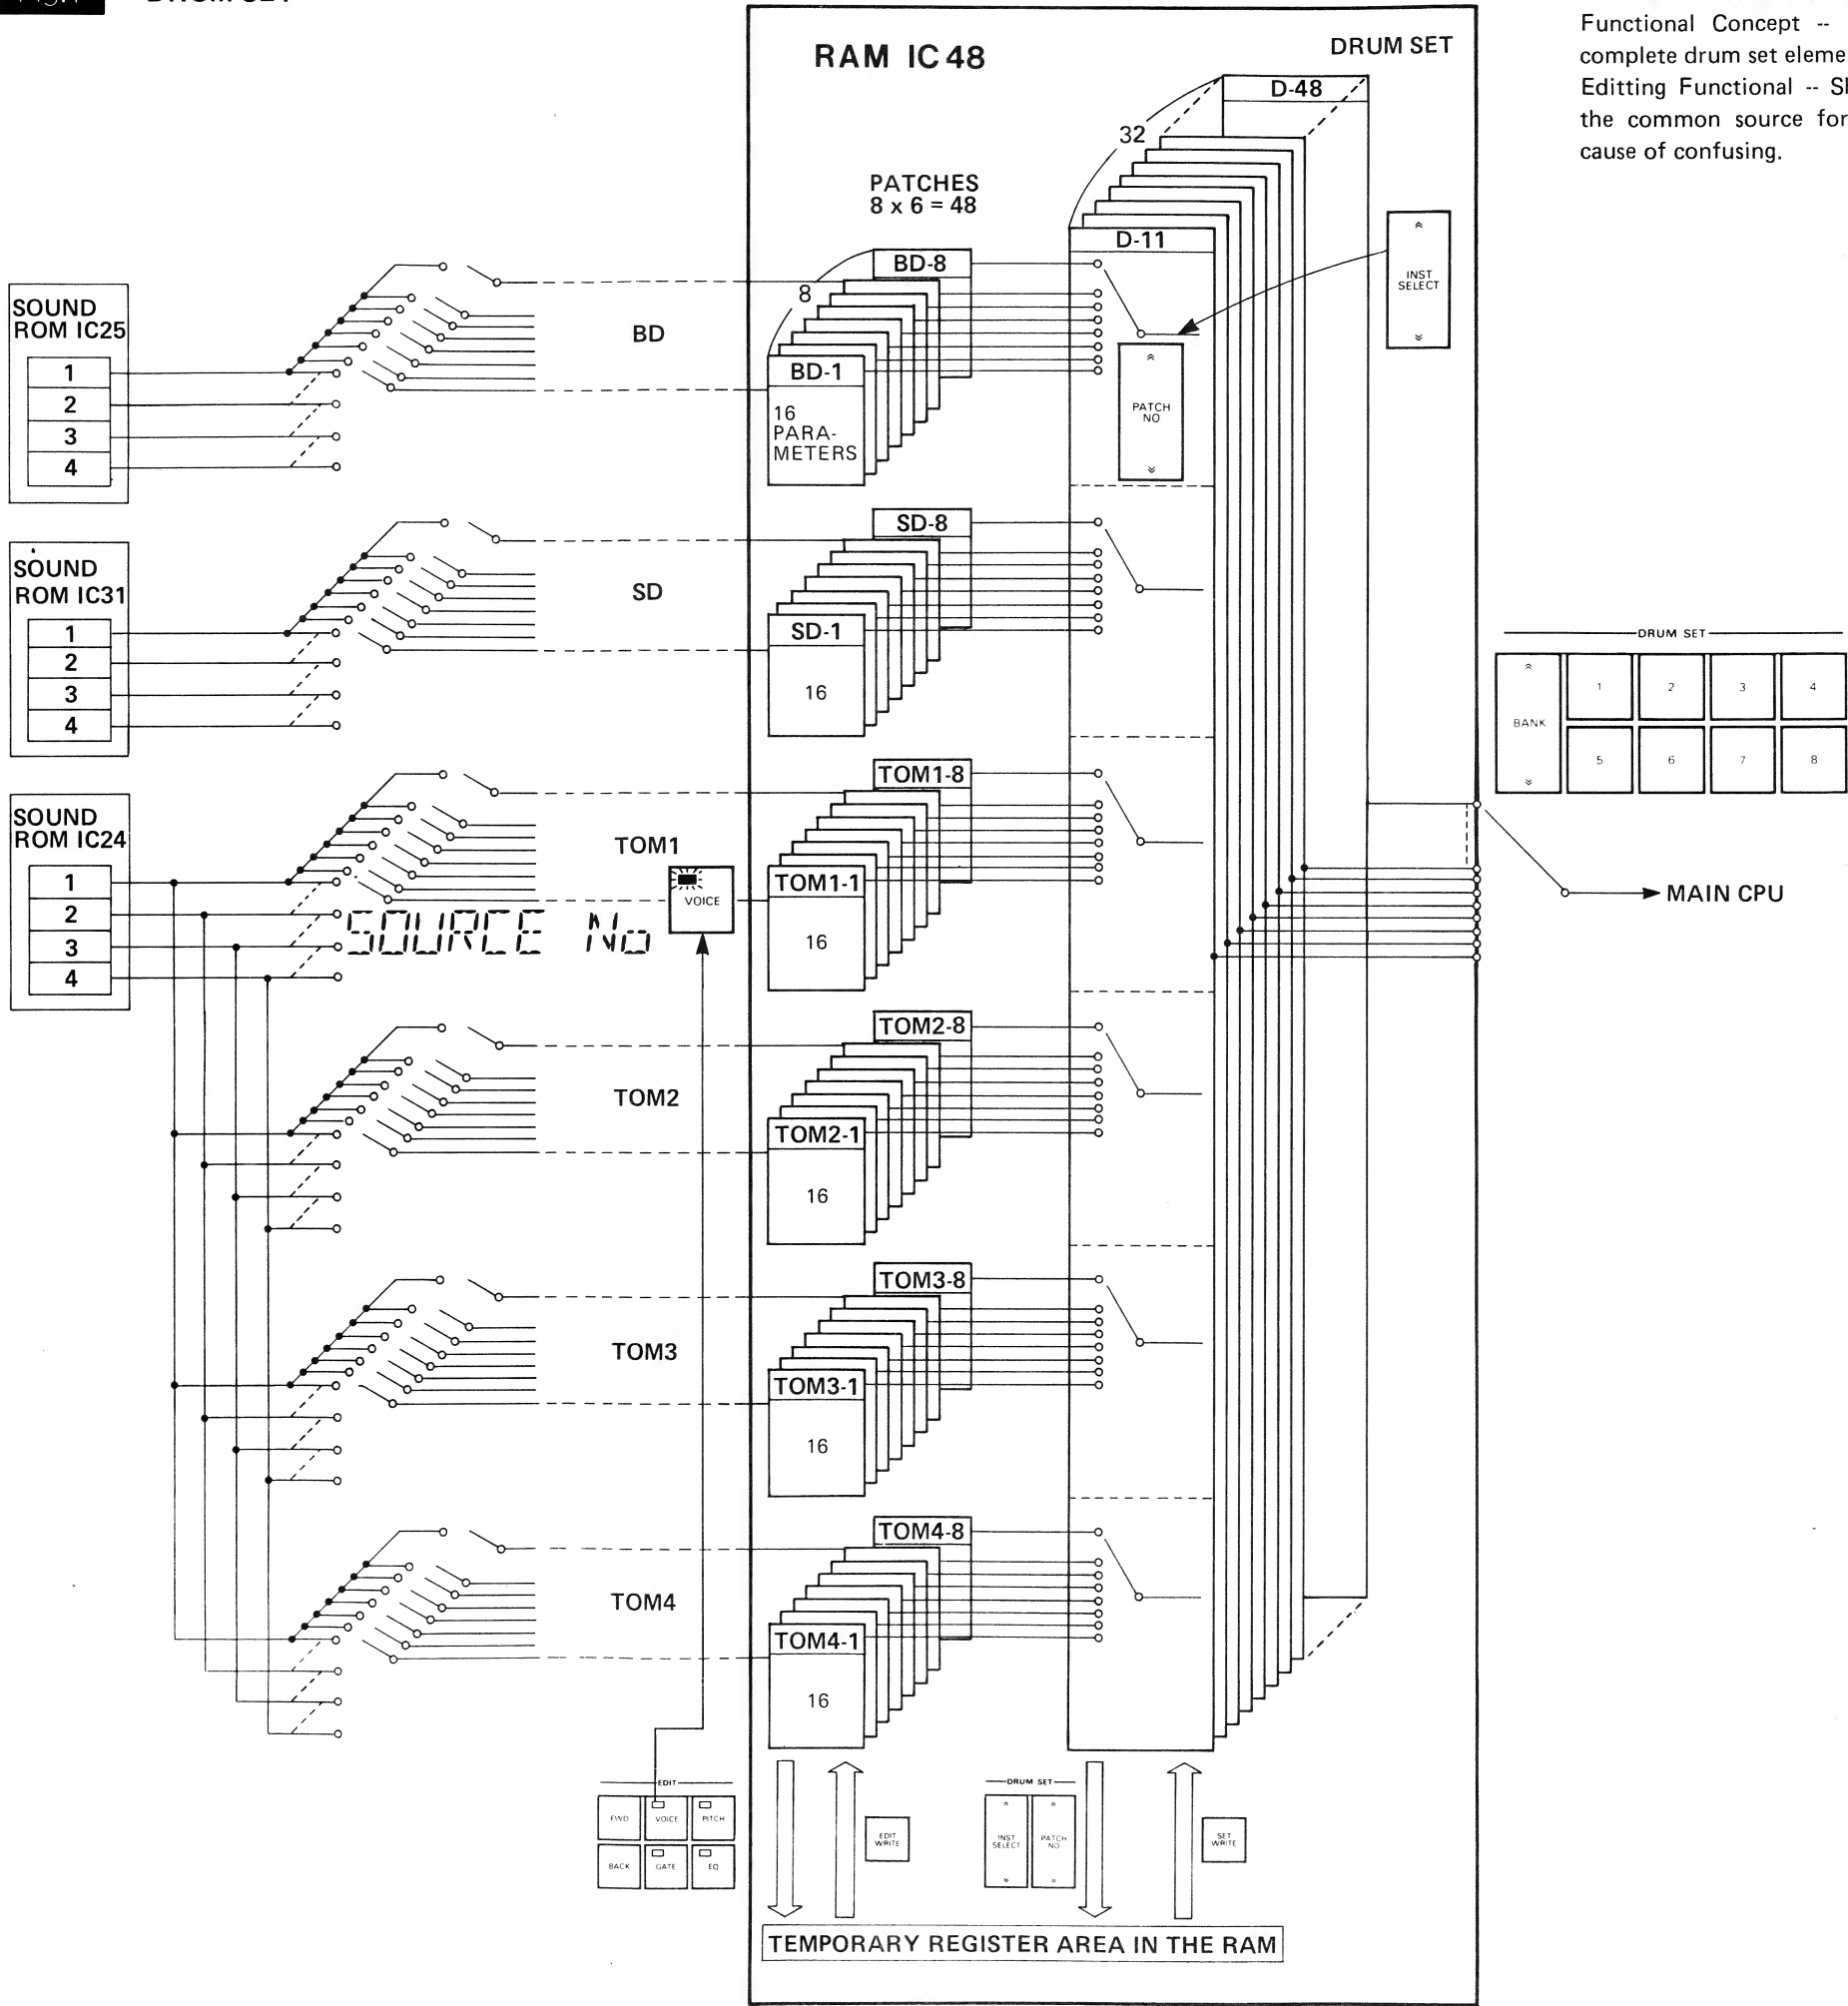 DRUM SET
Functional Concept --
complete drum set
Editting Functional --
the common source for
cause of confusing.
RAM IC48
DRUM SET
D-48
32
PATCHES
8 x 6 = 48
D-11
INST
SELECT
BD-8
8
BD-1
16
PARA-
METERS
PATCH
NO
SOUND
ROM IC25
1
2
3
4
BD
SOUND
ROM IC31
1
2
3
4
SD
SD-8
SD-1
16
DRUM SET
BANK
1
2
3
4
5
6
7
8
SOUND
ROM IC24
1
2
3
4
TOM1
VOICE
SOURCE No
TOM1-8
TOM1-1
16
MAIN CPU
TOM2
TOM2-8
TOM2-1
16
TOM3
TOM3-8
TOM3-1
16
TOM4
TOM4-8
TOM4-1
16
EDIT
FWD
VOICE
PITCH
BACK
GATE
EQ
EDIT
WRITE
DRUM SET
INST
SELECT
PATCH
NO
SET
WRITE
TEMPORARY REGISTER AREA IN THE RAM